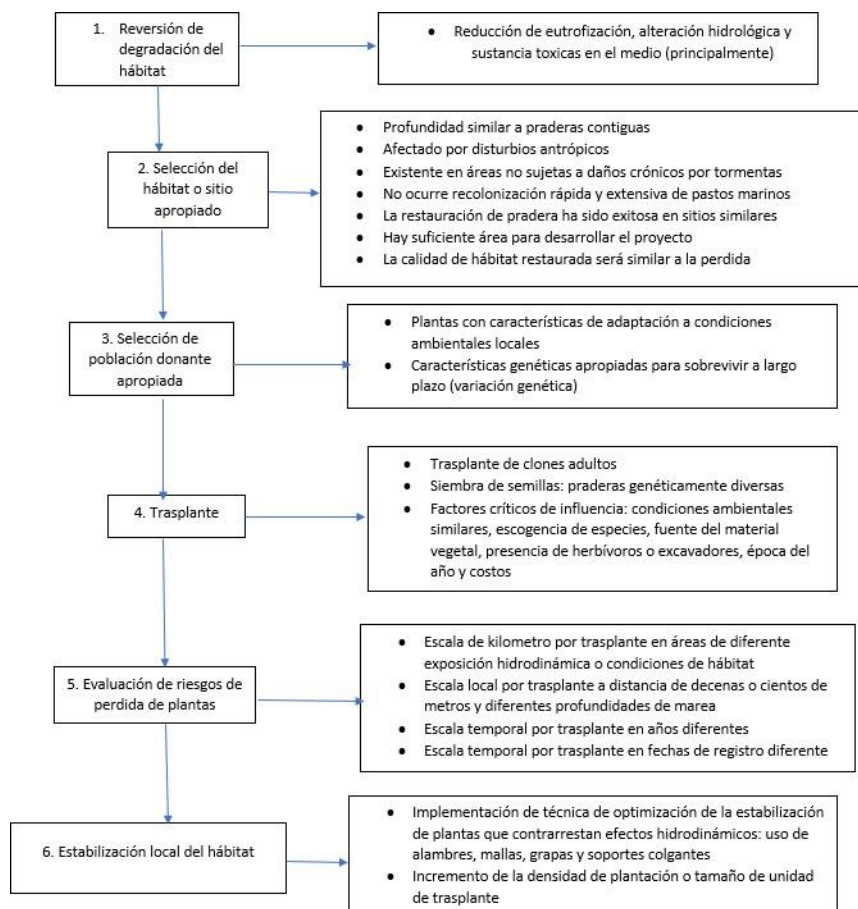 1. Reversión de
degradación del
hábitat
• Reducción de eutrofización, alteración hidrológica y
sustancia toxicas en el medio (principalmente)
2. Selección del
hábitat o sitio
apropiado
• Profundidad similar a praderas contiguas
• Afectado por disturbios antrópicos
• Existente en áreas no sujetas a daños crónicos por tormentas
• No ocurre recolonización rápida y extensiva de pastos marinos
• La restauración de pradera ha sido exitosa en sitios similares
• Hay suficiente área para desarrollar el proyecto
• La calidad de hábitat restaurada será similar a la perdida
3. Selección de
población donante
apropiada
• Plantas con características de adaptación a condiciones
ambientales locales
• Características genéticas apropiadas para sobrevivir a largo
plazo (variación genética)
4. Trasplante
• Trasplante de clones adultos
• Siembra de semillas: praderas genéticamente diversas
• Factores críticos de influencia: condiciones ambientales
similares, escogencia de especies, fuente del material
vegetal, presencia de herbívoros o excavadores, época del
año y costos
5. Evaluación de riesgos de
perdida de plantas
• Escala de kilometro por trasplante en áreas de diferente
exposición hidrodinámica o condiciones de hábitat
• Escala local por trasplante a distancia de decenas o cientos de
metros y diferentes profundidades de marea
• Escala temporal por trasplante en años diferentes
• Escala temporal por trasplante en fechas de registro diferente
6. Estabilización local del hábitat
• Implementación de técnica de optimización de la estabilización
de plantas que contrarrestan efectos hidrodinámicos: uso de
alambres, mallas, grapas y soportes colgantes
• Incremento de la densidad de plantación o tamaño de unidad
de trasplante